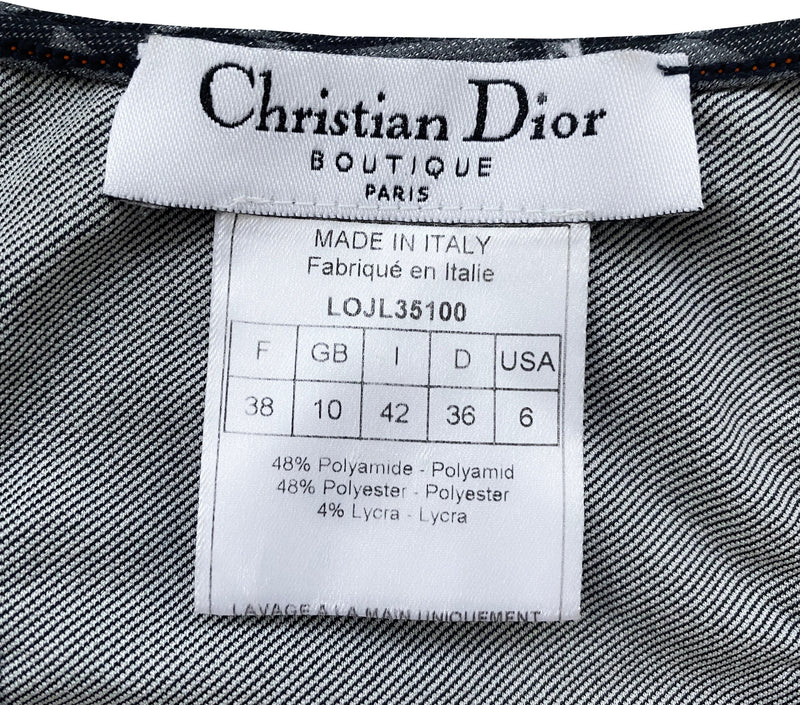 Christian Dior
BOUTIQUE
PARIS
MADE IN ITALY
Fabriqué en Italie
LOJL35100
F GB I D USA
38 10 42 36 6
48% Polyamide - Polyamid
48% Polyester - Polyester
4% Lycra - Lycra
LAVAGE A LA MAIN UNIQUEMENT